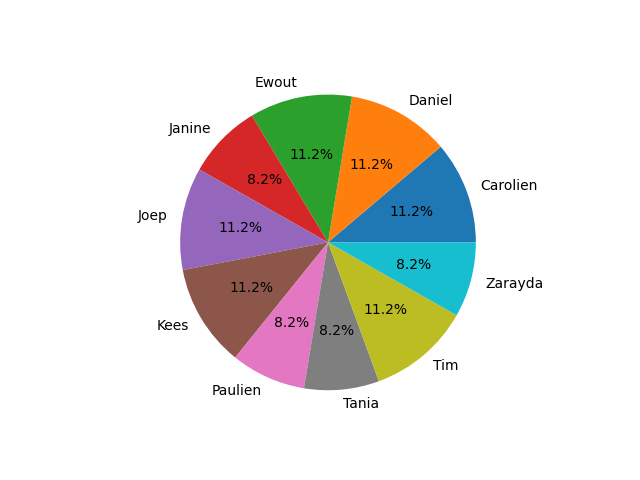 Ewout
Daniel
Janine
11.2%
11.2%
8.2%
Carolien
11.2%
Joep
11.2%
8.2%
Zarayda
11.2%
11.2%
8.2%
8.2%
Kees
Tim
Paulien
Tania